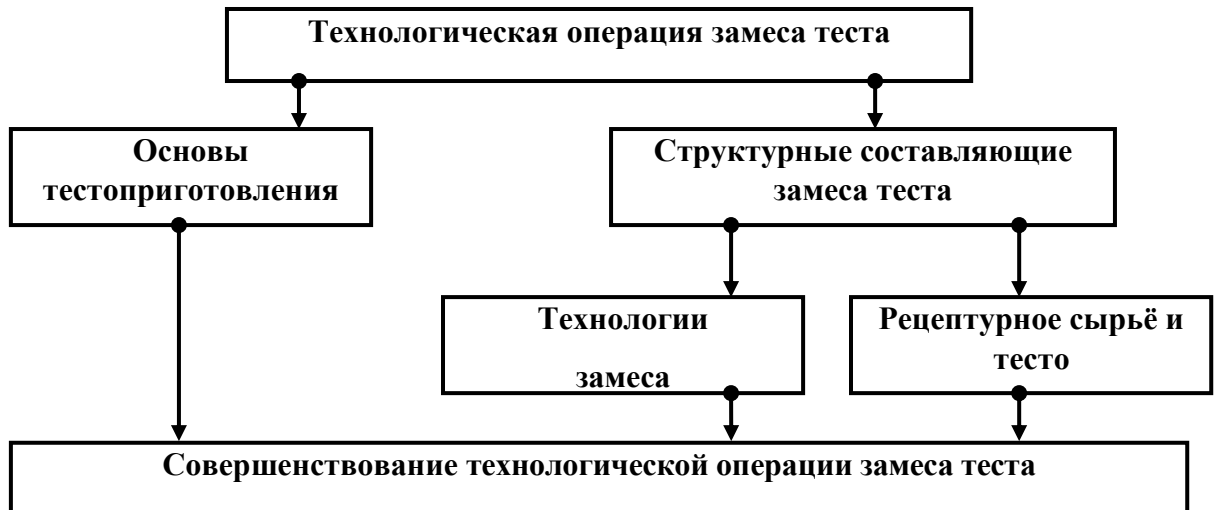 Технологическая операция замеса теста
Основы
тестоприготовления
Структурные составляющие
замеса теста
Технологии
замеса
Рецептурное сырьё и
тесто
Совершенствование технологической операции замеса теста